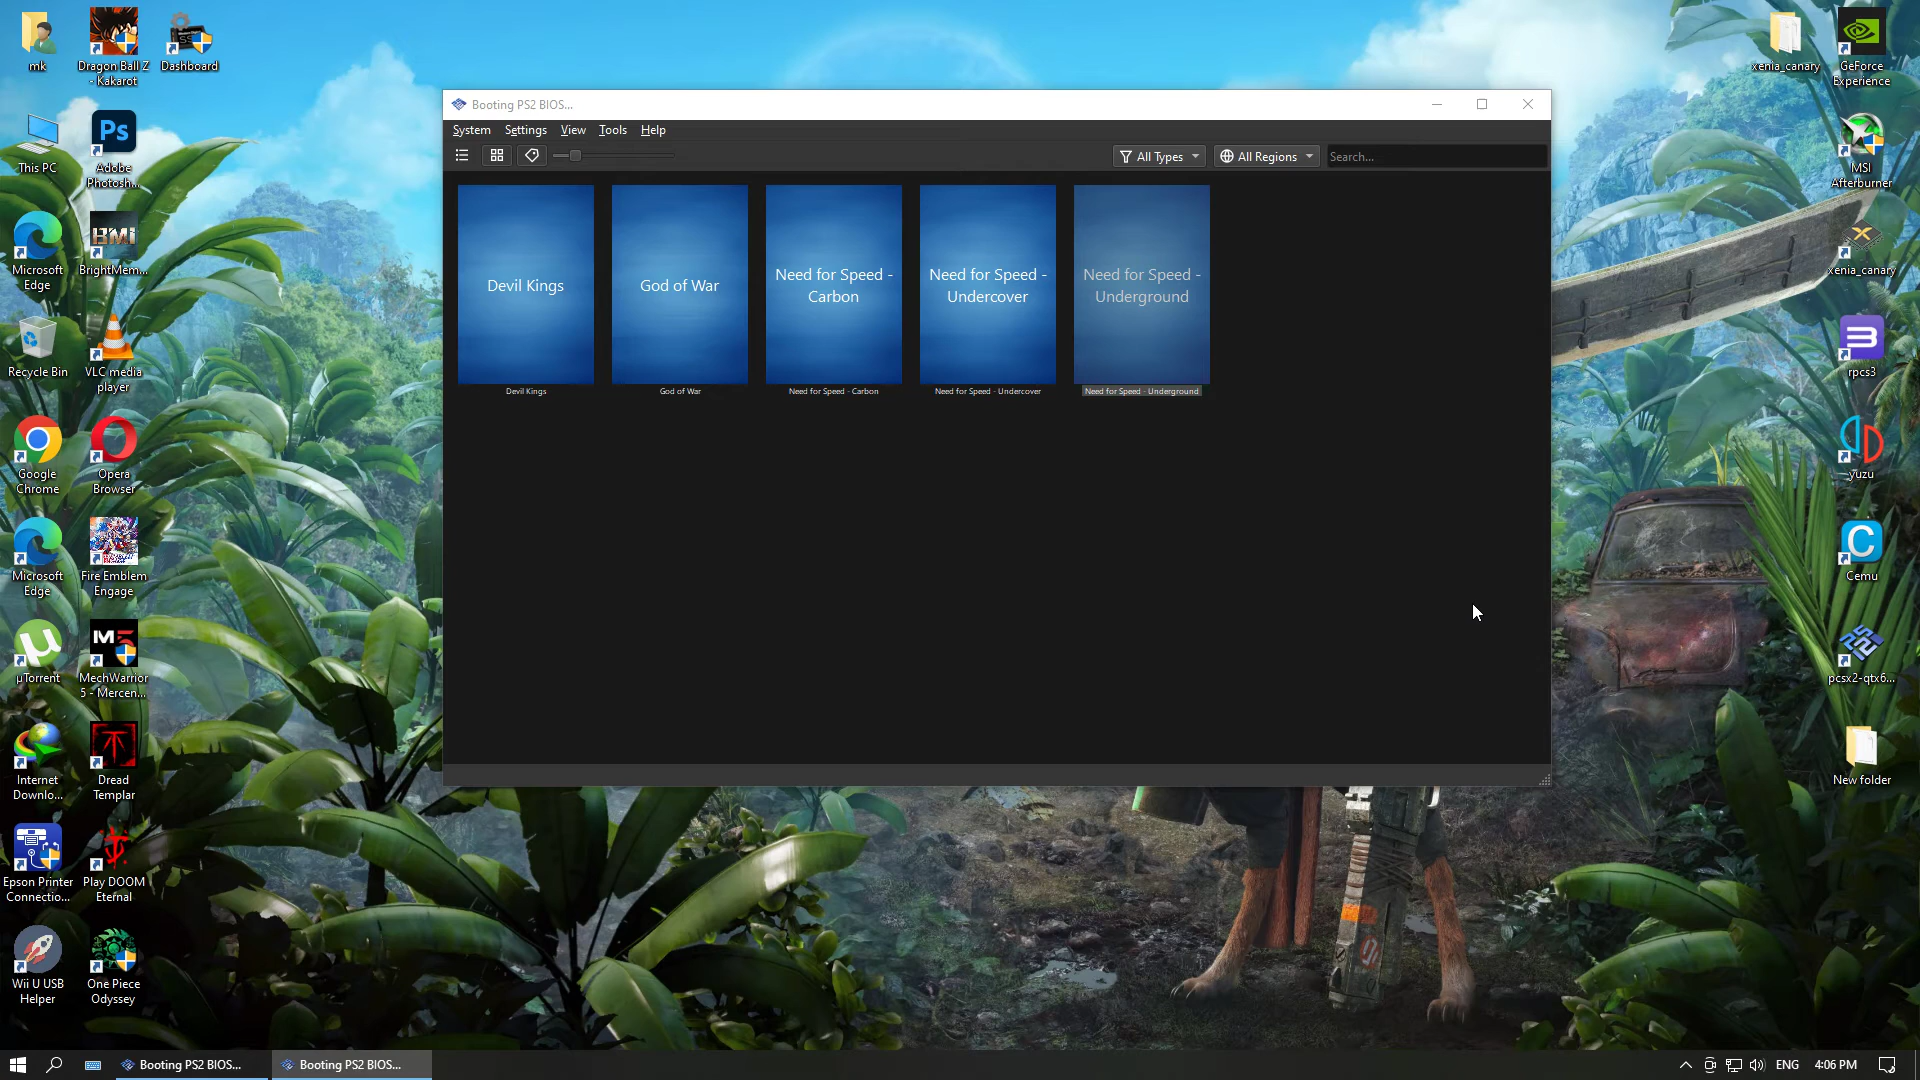 mk
Dragon Ball Z
- Kakarot
Dashboard
This PC
Ps
Adobe
Photosh...
Microsoft
Edge
BMI
BrightMem...
Recycle Bin
VLC media
player
Google
Chrome
Opera
Browser
Microsoft
Edge
Fire Emblem
Engage
µTorrent
M5
MechWarrior
5 - Mercen...
Internet
Downlo...
Dread
Templar
Epson Printer
Connectio...
Play DOOM
Eternal
Wii U USB
Helper
One Piece
Odyssey
Booting PS2 BIOS...
System
Settings
View
Tools
Help
All Types
All Regions
Search...
Devil Kings
God of War
Need for Speed -
Carbon
Need for Speed -
Undercover
Need for Speed -
Underground
Devil Kings
God of War
Need for Speed - Carbon
Need for Speed - Undercover
Need for Speed - Underground
xenia_canary
GeForce
Experience
MSI
Afterburner
xenia_canary
rpcs3
yuzu
C
Cemu
pcsx2-qtx6...
New folder
Booting PS2 BIOS...
Booting PS2 BIOS...
ENG
4:06 PM